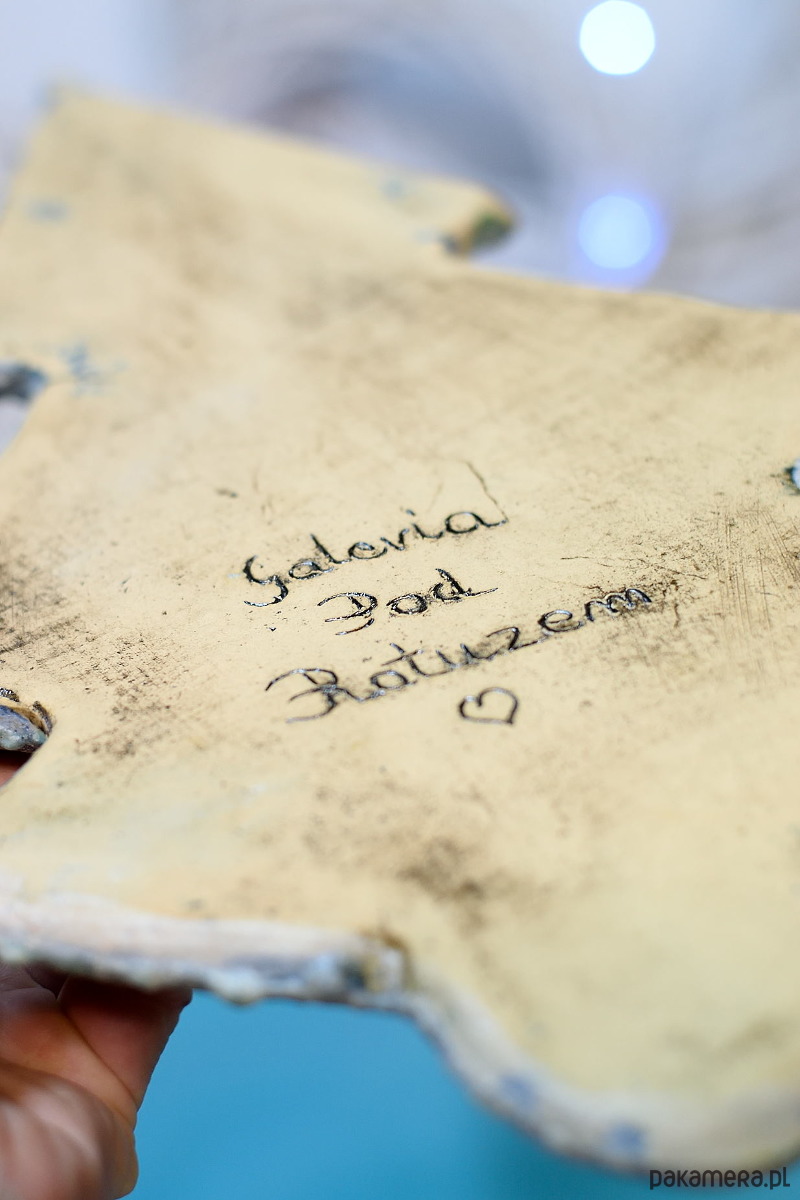 Galeria
Pod
Ratuszem
pakamera.pl